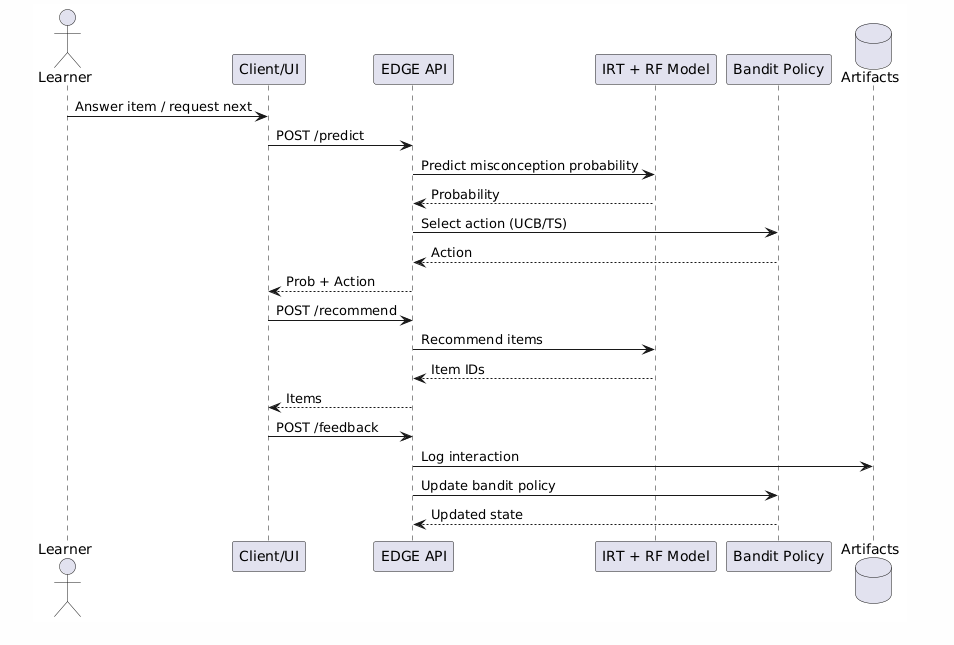 Learner
Client/UI
EDGE API
IRT + RF Model
Bandit Policy
Artifacts
Answer item / request next
POST /predict
Predict misconception probability
Probability
Select action (UCB/TS)
Action
Prob + Action
POST /recommend
Recommend items
Item IDs
Items
POST /feedback
Log interaction
Update bandit policy
Updated state
Learner
Client/UI
EDGE API
IRT + RF Model
Bandit Policy
Artifacts